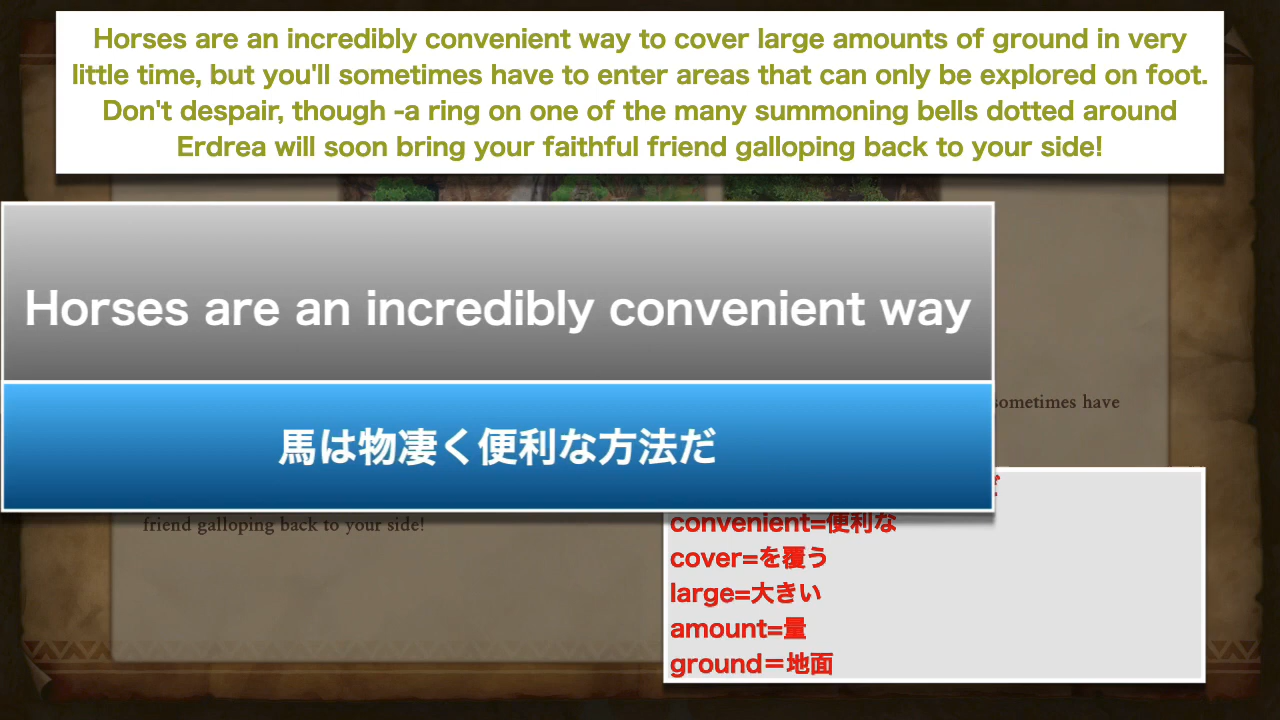 Horses are an incredibly convenient way to cover large amounts of ground in very
little time, but you'll sometimes have to enter areas that can only be explored on foot.
Don't despair, though -a ring on one of the many summoning bells dotted around
Erdrea will soon bring your faithful friend galloping back to your side!
Horses are an incredibly convenient way
馬は物凄く便利な方法だ
sometimes have
friend galloping back to your side!
convenient=便利な
cover=を覆う
large=大きい
amount=量
ground＝地面